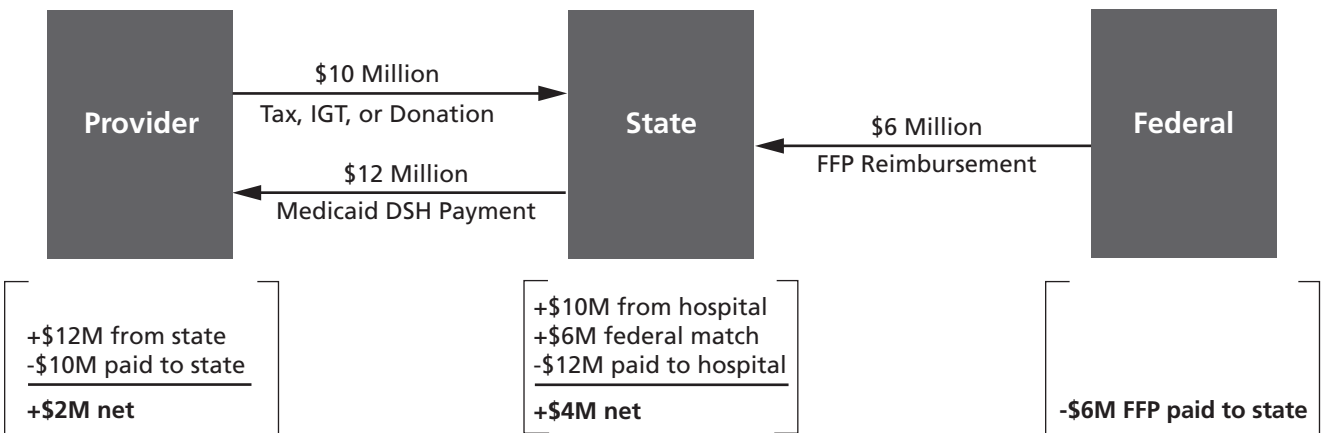 Provider
$10 Million
Tax, IGT, or Donation
$12 Million
Medicaid DSH Payment
State
$6 Million
FFP Reimbursement
Federal
+$12M from state
-$10M paid to state
+$2M net
+$10M from hospital
+$6M federal match
-$12M paid to hospital
+$4M net
-$6M FFP paid to state